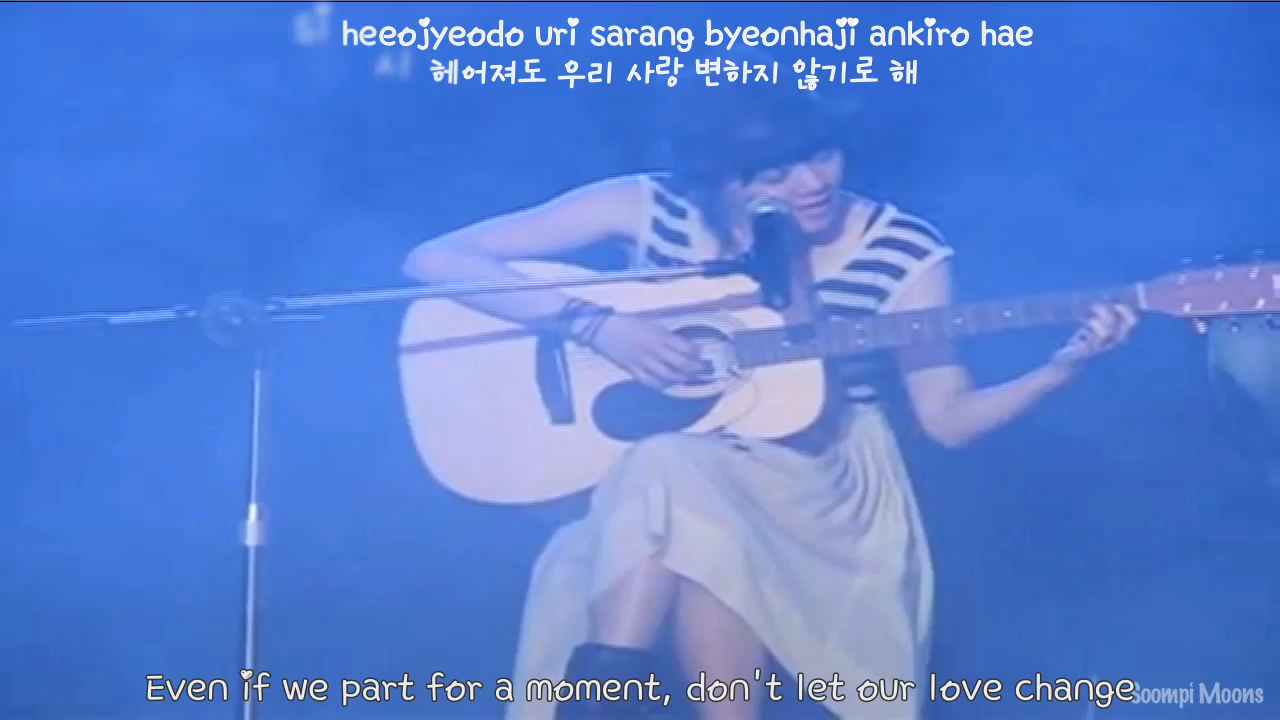 heeojyeodo uri sarang byeonhaji ankiro hae
시 헤어져도 우리 사랑 변하지 않기로 해
Even if we part for a moment, don't let our love change
Soompi Moons